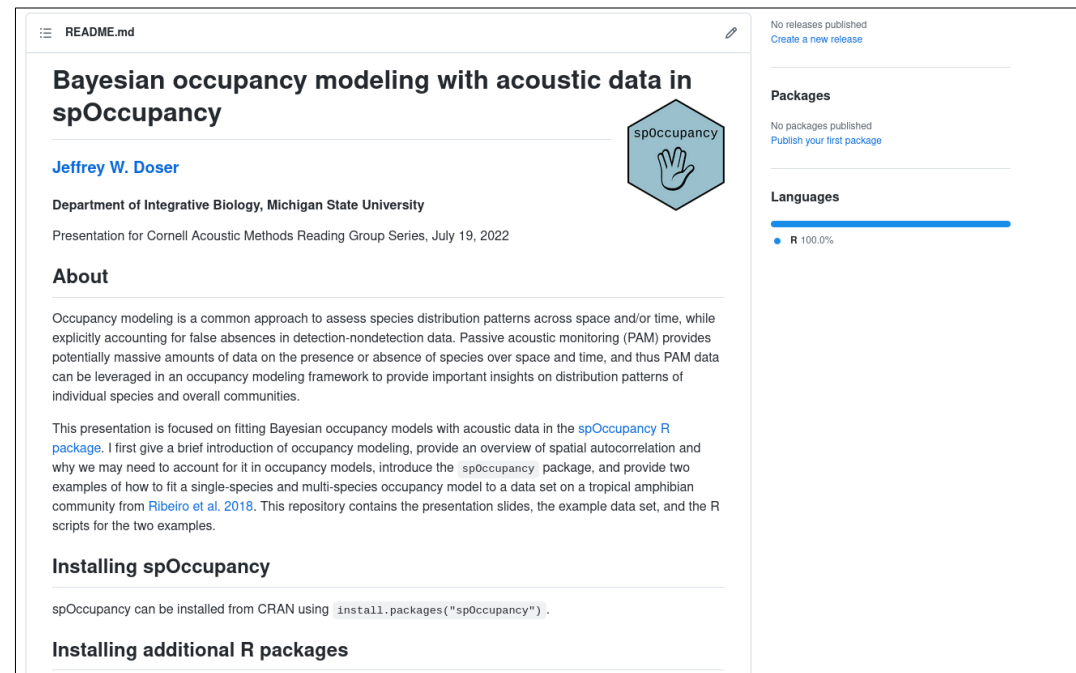 README.md
Bayesian occupancy modeling with acoustic data in
spOccupancy
spOccupancy
Jeffrey W. Doser
Department of Integrative Biology, Michigan State University
Presentation for Cornell Acoustic Methods Reading Group Series, July 19, 2022
About
Occupancy modeling is a common approach to assess species distribution patterns across space and/or time, while
explicitly accounting for false absences in detection-nondetection data. Passive acoustic monitoring (PAM) provides
potentially massive amounts of data on the presence or absence of species over space and time, and thus PAM data
can be leveraged in an occupancy modeling framework to provide important insights on distribution patterns of
individual species and overall communities.
This presentation is focused on fitting Bayesian occupancy models with acoustic data in the spOccupancy R
package. I first give a brief introduction of occupancy modeling, provide an overview of spatial autocorrelation and
why we may need to account for it in occupancy models, introduce the spOccupancy package, and provide two
examples of how to fit a single-species and multi-species occupancy model to a data set on a tropical amphibian
community from Ribeiro et al. 2018. This repository contains the presentation slides, the example data set, and the R
scripts for the two examples.
Installing spOccupancy
spOccupancy can be installed from CRAN using install.packages("spOccupancy") .
Installing additional R packages
No releases published
Create a new release
Packages
No packages published
Publish your first package
Languages
R 100.0%